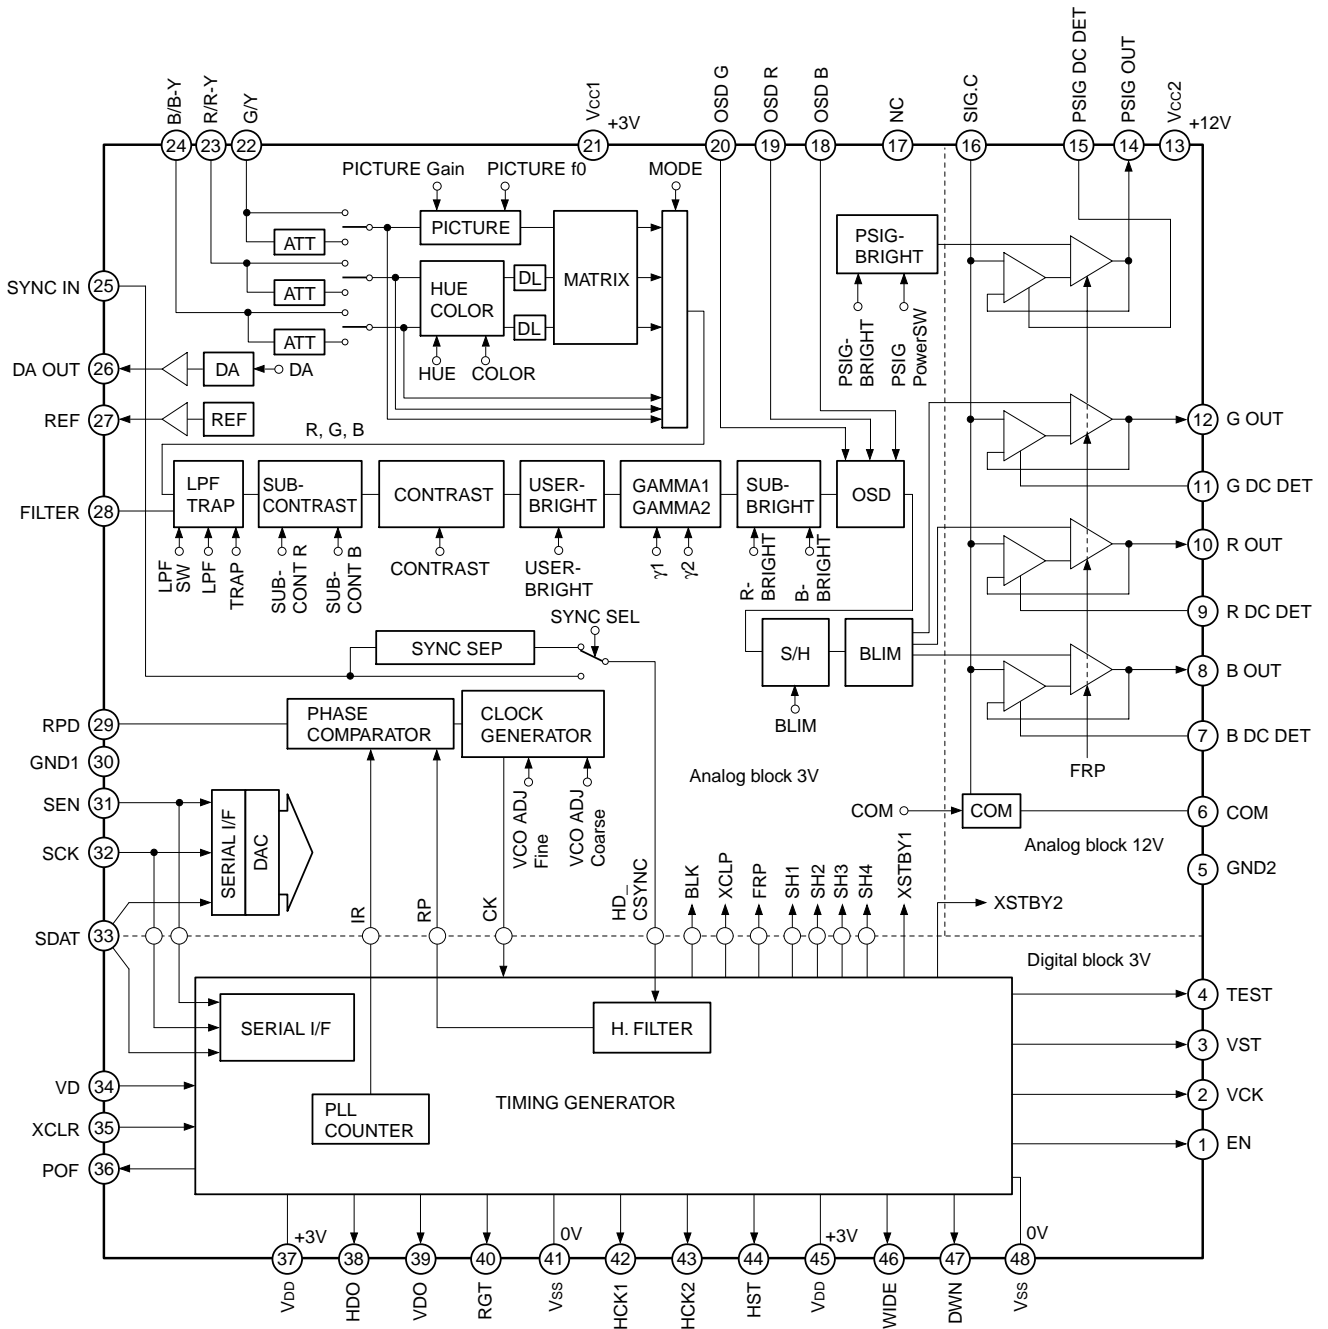 B/B-Y
R/R-Y
G/Y
Vcc1
+3V
OSD G
OSD R
OSD B
NC
SIG.C
PSIG DC DET
PSIG OUT
Vcc2
+12V
24
23
22
21
20
19
18
17
16
15
14
13
PICTURE Gain
PICTURE f0
MODE
PICTURE
ATT
ATT
ATT
HUE
COLOR
DL
DL
MATRIX
HUE
COLOR
PSIG-
BRIGHT
PSIG-
BRIGHT
PSIG
PowerSW
SYNC IN
25
DA OUT
26
DA
DA
REF
27
REF
R, G, B
12
G OUT
11
G DC DET
FILTER
28
LPF
TRAP
SUB-
CONTRAST
CONTRAST
USER-
BRIGHT
GAMMA1
GAMMA2
SUB-
BRIGHT
OSD
LPF
SW
LPF
TRAP
SUB-
CONT R
SUB-
CONT B
CONTRAST
USER-
BRIGHT
γ1
γ2
R-
BRIGHT
B-
BRIGHT
10
R OUT
9
R DC DET
SYNC SEL
SYNC SEP
S/H
BLIM
BLIM
8
B OUT
7
B DC DET
FRP
RPD
29
PHASE
COMPARATOR
CLOCK
GENERATOR
GND1
30
Analog block 3V
SEN
31
SCK
32
SERIAL I/F
DAC
VCO ADJ
Fine
VCO ADJ
Coarse
COM
COM
6
COM
Analog block 12V
5
GND2
SDAT
33
IR
RP
CK
HD_
CSYNC
BLK
XCLP
FRP
SH1
SH2
SH3
SH4
XSTBY1
XSTBY2
Digital block 3V
SERIAL I/F
H. FILTER
4
TEST
3
VST
2
VCK
1
EN
VD
34
XCLR
35
POF
36
PLL
COUNTER
TIMING GENERATOR
+3V
0V
+3V
0V
37
38
39
40
41
42
43
44
45
46
47
48
VDD
HDO
VDO
RGT
Vss
HCK1
HCK2
HST
VDD
WIDE
DWN
Vss